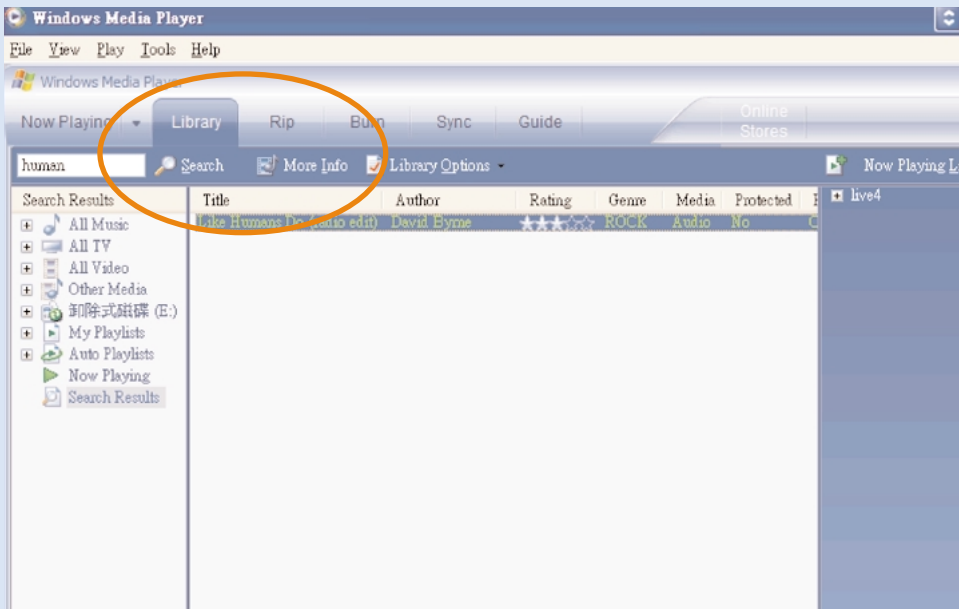 Windows Media Player
File View Play Tools Help
Windows Media Player
Now Playing Library Rip Burn Sync Guide Online Stores
human Search More Info Library Options Now Playing L
Search Results Title Author Rating Genre Media Protected live4
All Music Like Humans Do (radio edit) David Byrne ROCK Audio No
All TV
All Video
Other Media
卸除式磁碟 (E:)
My Playlists
Auto Playlists
Now Playing
Search Results